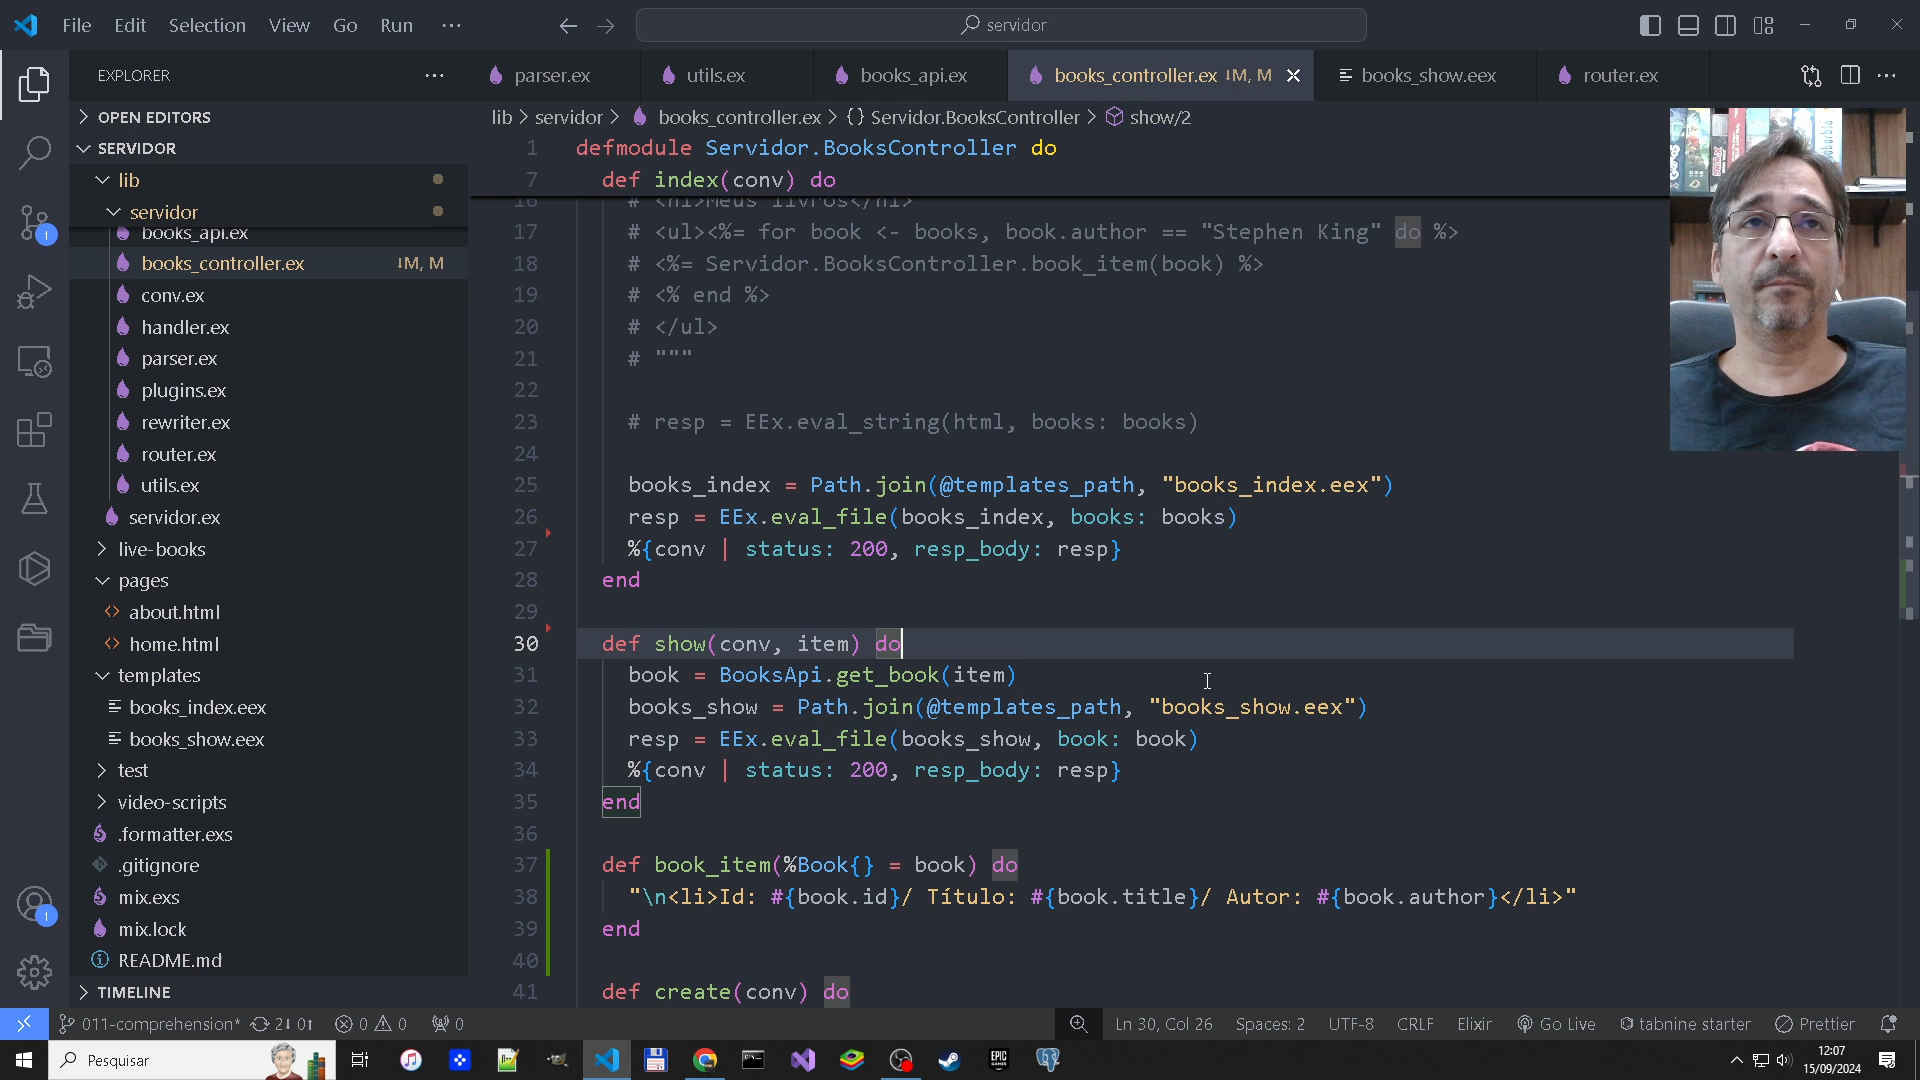 File Edit Selection View Go Run ···
servidor
EXPLORER
parser.ex utils.ex books_api.ex books_controller.ex ↓M, M books_show.eex router.ex
OPEN EDITORS
SERVIDOR
lib
servidor
books_api.ex
books_controller.ex ↓M, M
conv.ex
handler.ex
parser.ex
plugins.ex
rewriter.ex
router.ex
utils.ex
servidor.ex
live-books
pages
about.html
home.html
templates
books_index.eex
books_show.eex
test
video-scripts
.formatter.exs
.gitignore
mix.exs
mix.lock
README.md
TIMELINE
1
1
lib > servidor > books_controller.ex > {} Servidor.BooksController > show/2
1 defmodule Servidor.BooksController do
7 def index(conv) do
16 # <h1>Meus livros</h1>
17 # <ul><%= for book <- books, book.author == "Stephen King" do %>
18 # <%= Servidor.BooksController.book_item(book) %>
19 # <% end %>
20 # </ul>
21 # """
22
23 # resp = EEx.eval_string(html, books: books)
24
25 books_index = Path.join(@templates_path, "books_index.eex")
26 resp = EEx.eval_file(books_index, books: books)
27 %{conv | status: 200, resp_body: resp}
28 end
29
30 def show(conv, item) do
31 book = BooksApi.get_book(item)
32 books_show = Path.join(@templates_path, "books_show.eex")
33 resp = EEx.eval_file(books_show, book: book)
34 %{conv | status: 200, resp_body: resp}
35 end
36
37 def book_item(%Book{} = book) do
38 "\n<li>Id: #{book.id}/ Título: #{book.title}/ Autor: #{book.author}</li>"
39 end
40
41 def create(conv) do
011-comprehension* 2↓ 0↑ 0 0 0 Ln 30, Col 26 Spaces: 2 UTF-8 CRLF Elixir Go Live tabnine starter Prettier
Pesquisar
EPIC GAMES
12:07
15/09/2024